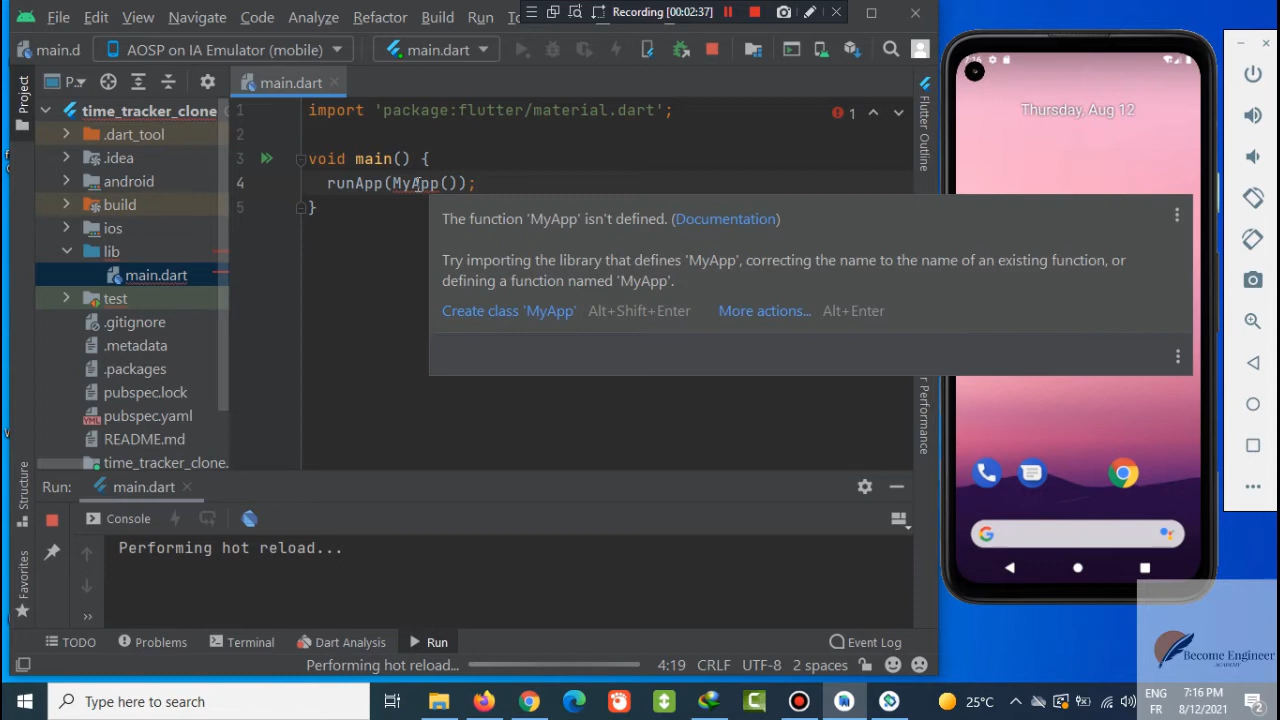 File Edit View Navigate Code Analyze Refactor Build Run
Recording [00:02:37]
main.d
AOSP on IA Emulator (mobile)
main.dart
Project
main.dart
time_tracker_clone
.dart_tool
.idea
android
build
ios
lib
main.dart
test
.gitignore
.metadata
.packages
pubspec.lock
pubspec.yaml
README.md
time_tracker_clone.
1 import 'package:flutter/material.dart';
2
3 void main() {
4 runApp(MyApp());
5 }
1
The function 'MyApp' isn't defined. (Documentation)
Try importing the library that defines 'MyApp', correcting the name to the name of an existing function, or
defining a function named 'MyApp'.
Create class 'MyApp' Alt+Shift+Enter More actions... Alt+Enter
Flutter Outline
r Performance
Structure
Favorites
Run: main.dart
Console
Performing hot reload...
TODO Problems Terminal Dart Analysis Run Event Log
Performing hot reload... 4:19 CRLF UTF-8 2 spaces
7:16
Thursday, Aug 12
Become Engineer
ACADEMY
Type here to search
25°C
ENG
FR
7:16 PM
8/12/2021
2